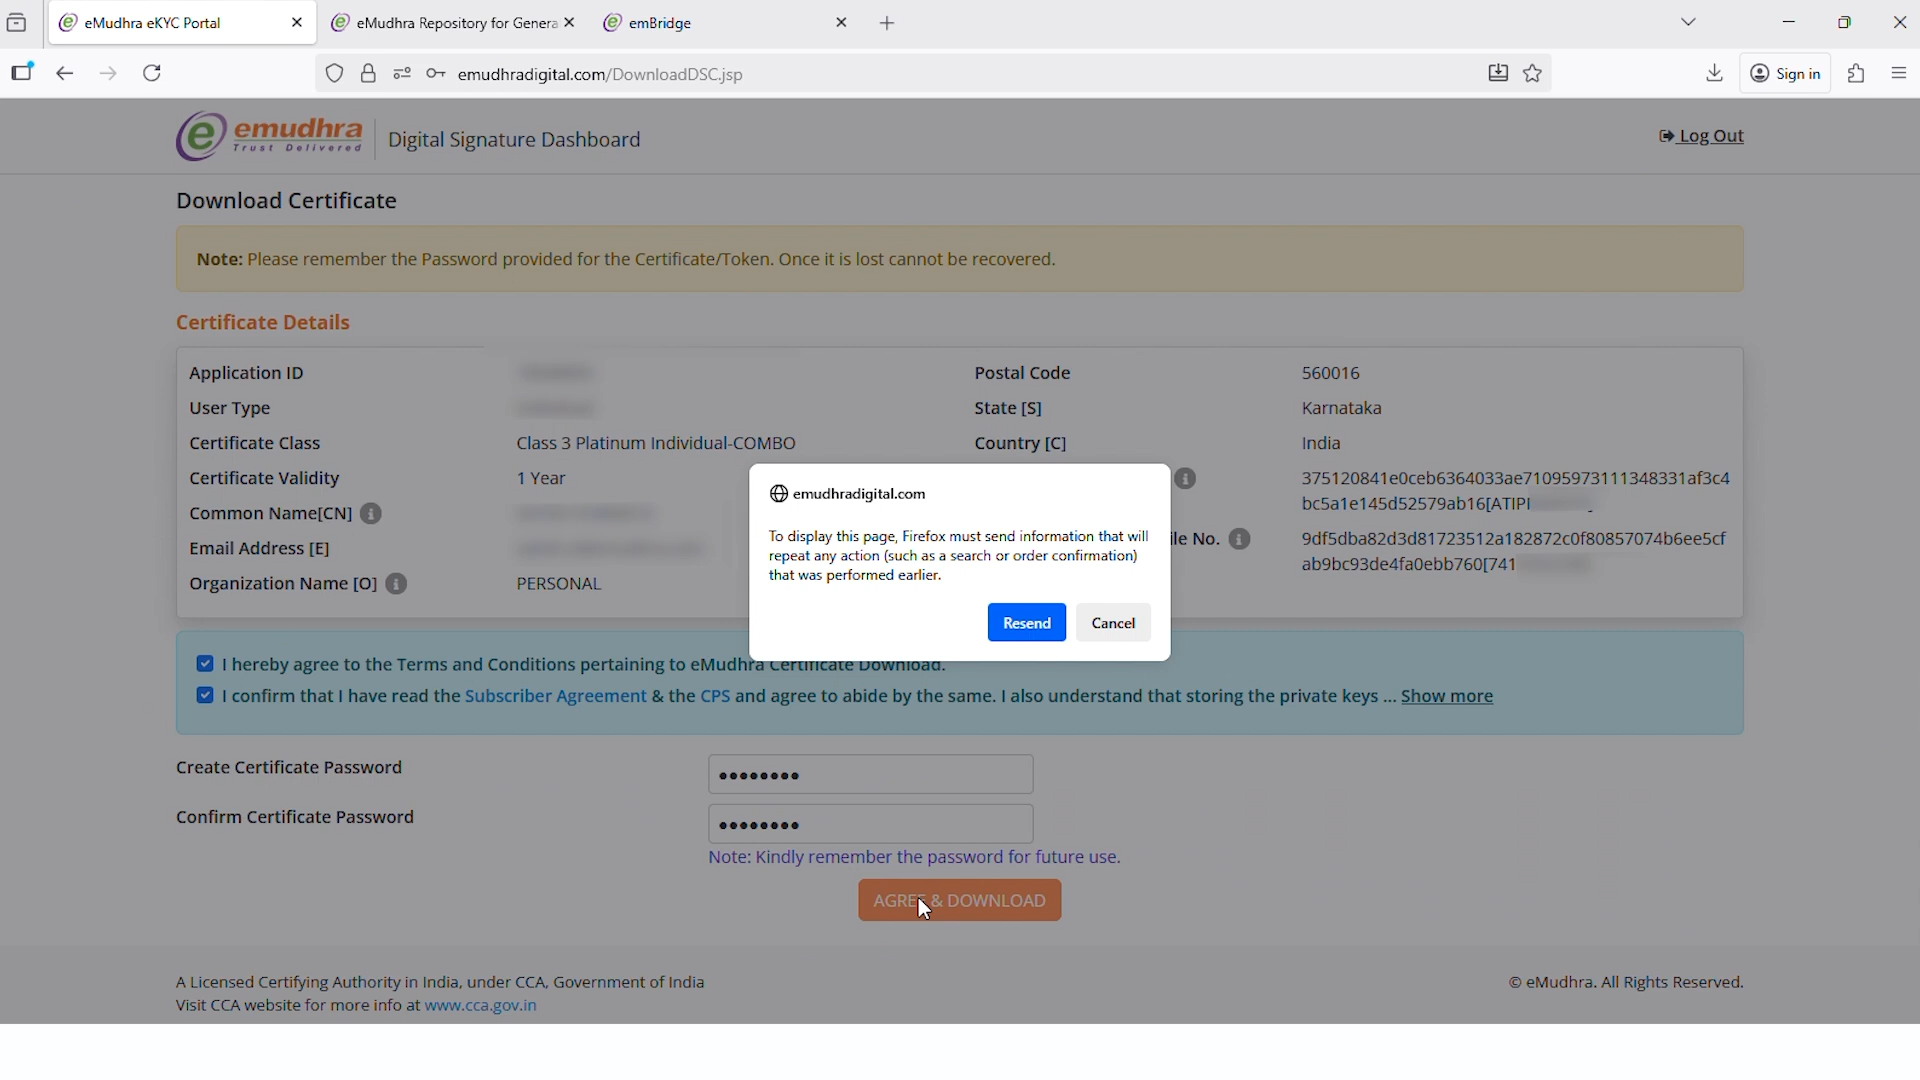 eMudhra eKYC Portal
eMudhra Repository for Genera
emBridge
emudhradigital.com/DownloadDSC.jsp
Sign in
emudhra
Trust Delivered
Digital Signature Dashboard
Log Out
Download Certificate
Note: Please remember the Password provided for the Certificate/Token. Once it is lost cannot be recovered.
Certificate Details
Application ID
Postal Code 560016
User Type
State [S] Karnataka
Certificate Class Class 3 Platinum Individual-COMBO
Country [C] India
Certificate Validity 1 Year
375120841e0ceb6364033ae71095973111348331af3c4
bc5a1e145d52579ab16[ATIP
Common Name[CN]
Email Address [E]
le No. 9df5dba82d3d81723512a182872c0f80857074b6ee5cf
ab9bc93de4fa0ebb760[741
Organization Name [O] PERSONAL
emudhradigital.com
To display this page, Firefox must send information that will
repeat any action (such as a search or order confirmation)
that was performed earlier.
Resend Cancel
I hereby agree to the Terms and Conditions pertaining to eMudhra Certificate Download.
I confirm that I have read the Subscriber Agreement & the CPS and agree to abide by the same. I also understand that storing the private keys ... Show more
Create Certificate Password
Confirm Certificate Password
Note: Kindly remember the password for future use.
AGREE & DOWNLOAD
A Licensed Certifying Authority in India, under CCA, Government of India
© eMudhra. All Rights Reserved.
Visit CCA website for more info at www.cca.gov.in